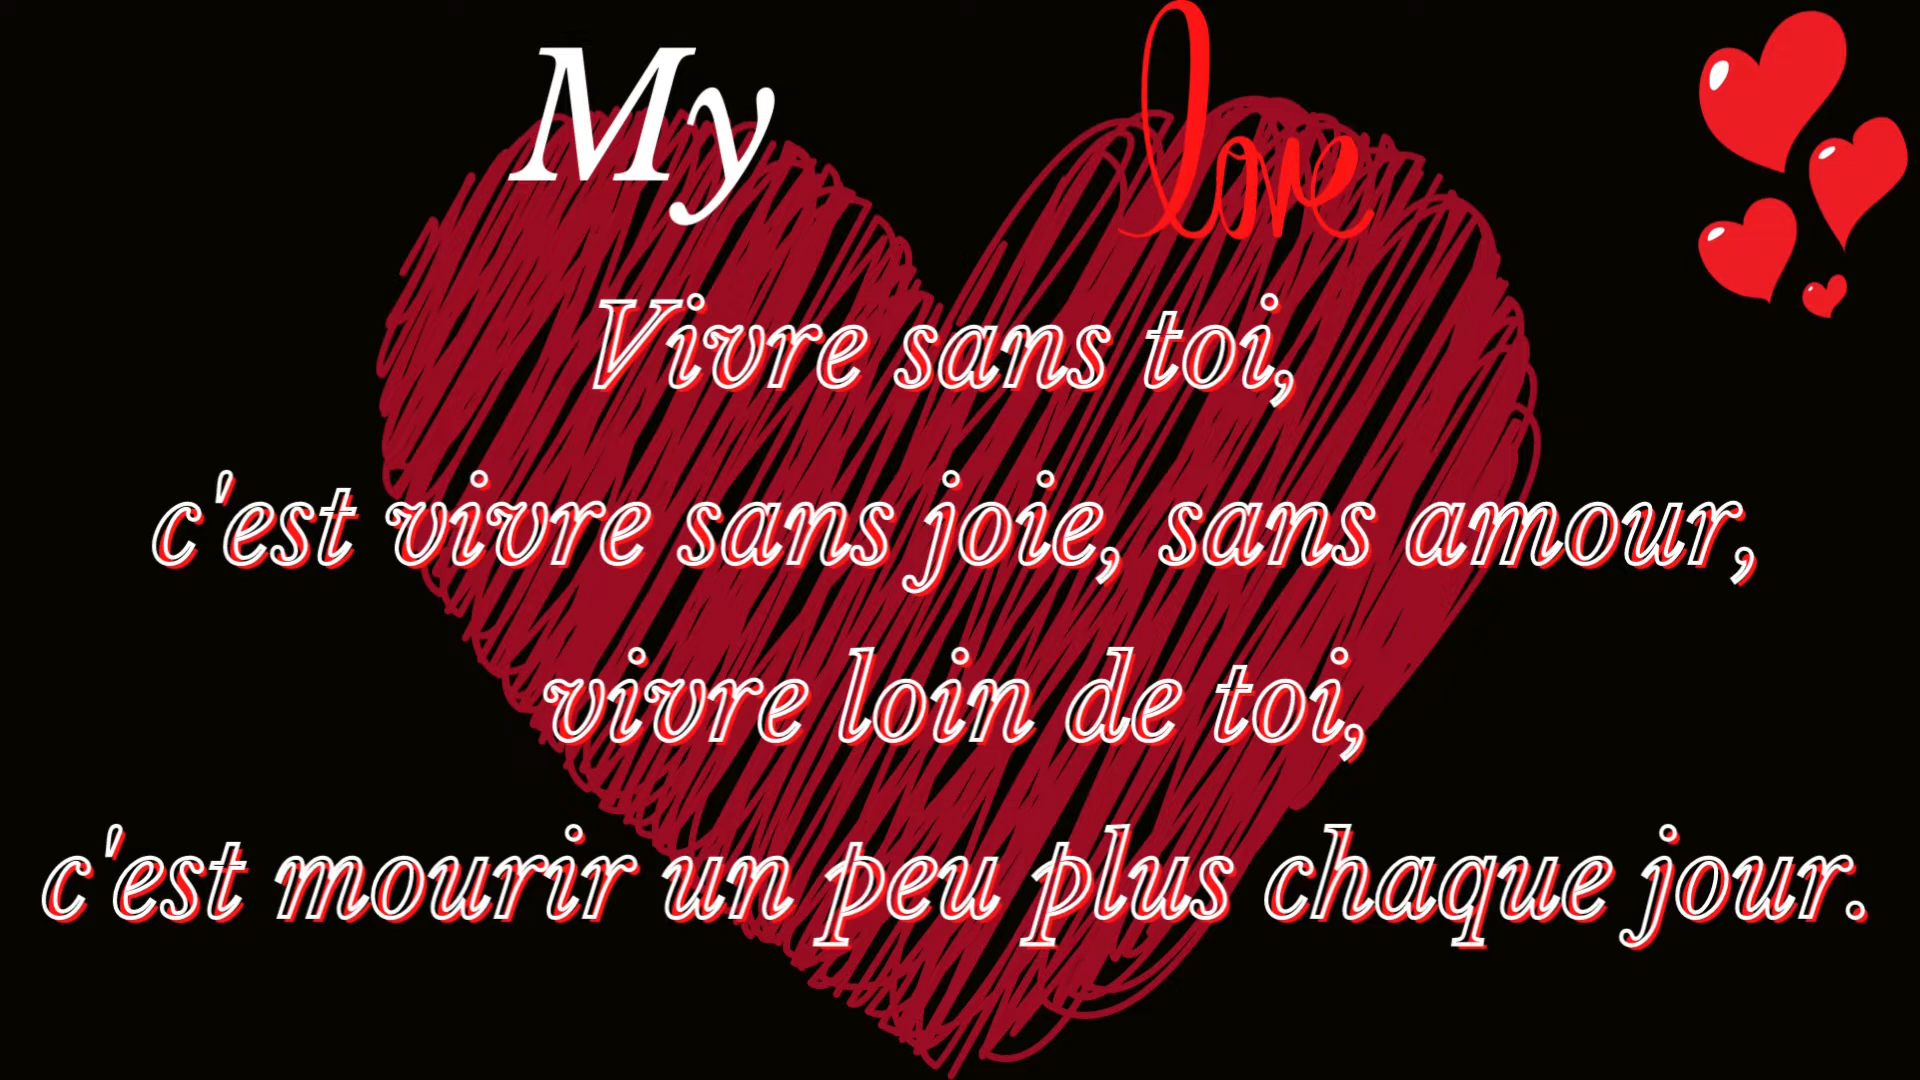 My love
Vivre sans toi,
c'est vivre sans joie, sans amour,
vivre loin de toi,
c'est mourir un peu plus chaque jour.